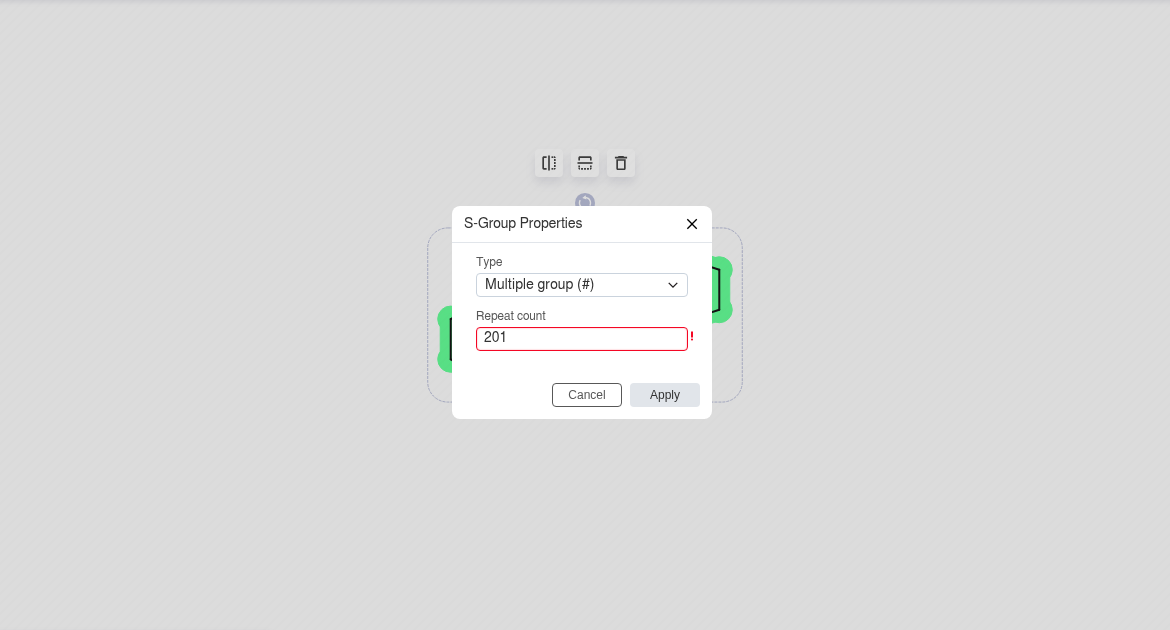 S-Group Properties
Type
Multiple group (#)
Repeat count
201
!
Cancel
Apply